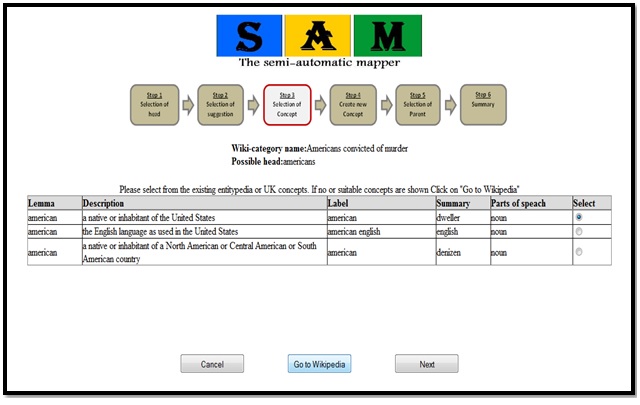 S A M
The semi-automatic mapper
Step 1 Step 2 Step 3 Step 4 Step 5 Step 6
Selection of head Selection of suggestion Selection of Concept Create new Concept Selection of Parent Summary
Wiki-category name:Americans convicted of murder
Possible head:americans
Please select from the existing entitypedia or UK concepts. If no or suitable concepts are shown Click on "Go to Wikipedia"
Lemma Description Label Summary Parts of speach Select
american a native or inhabitant of the United States american dweller noun
american the English language as used in the United States american english english noun
american a native or inhabitant of a North American or Central American or South American country american denizen noun
Cancel Go to Wikipedia Next